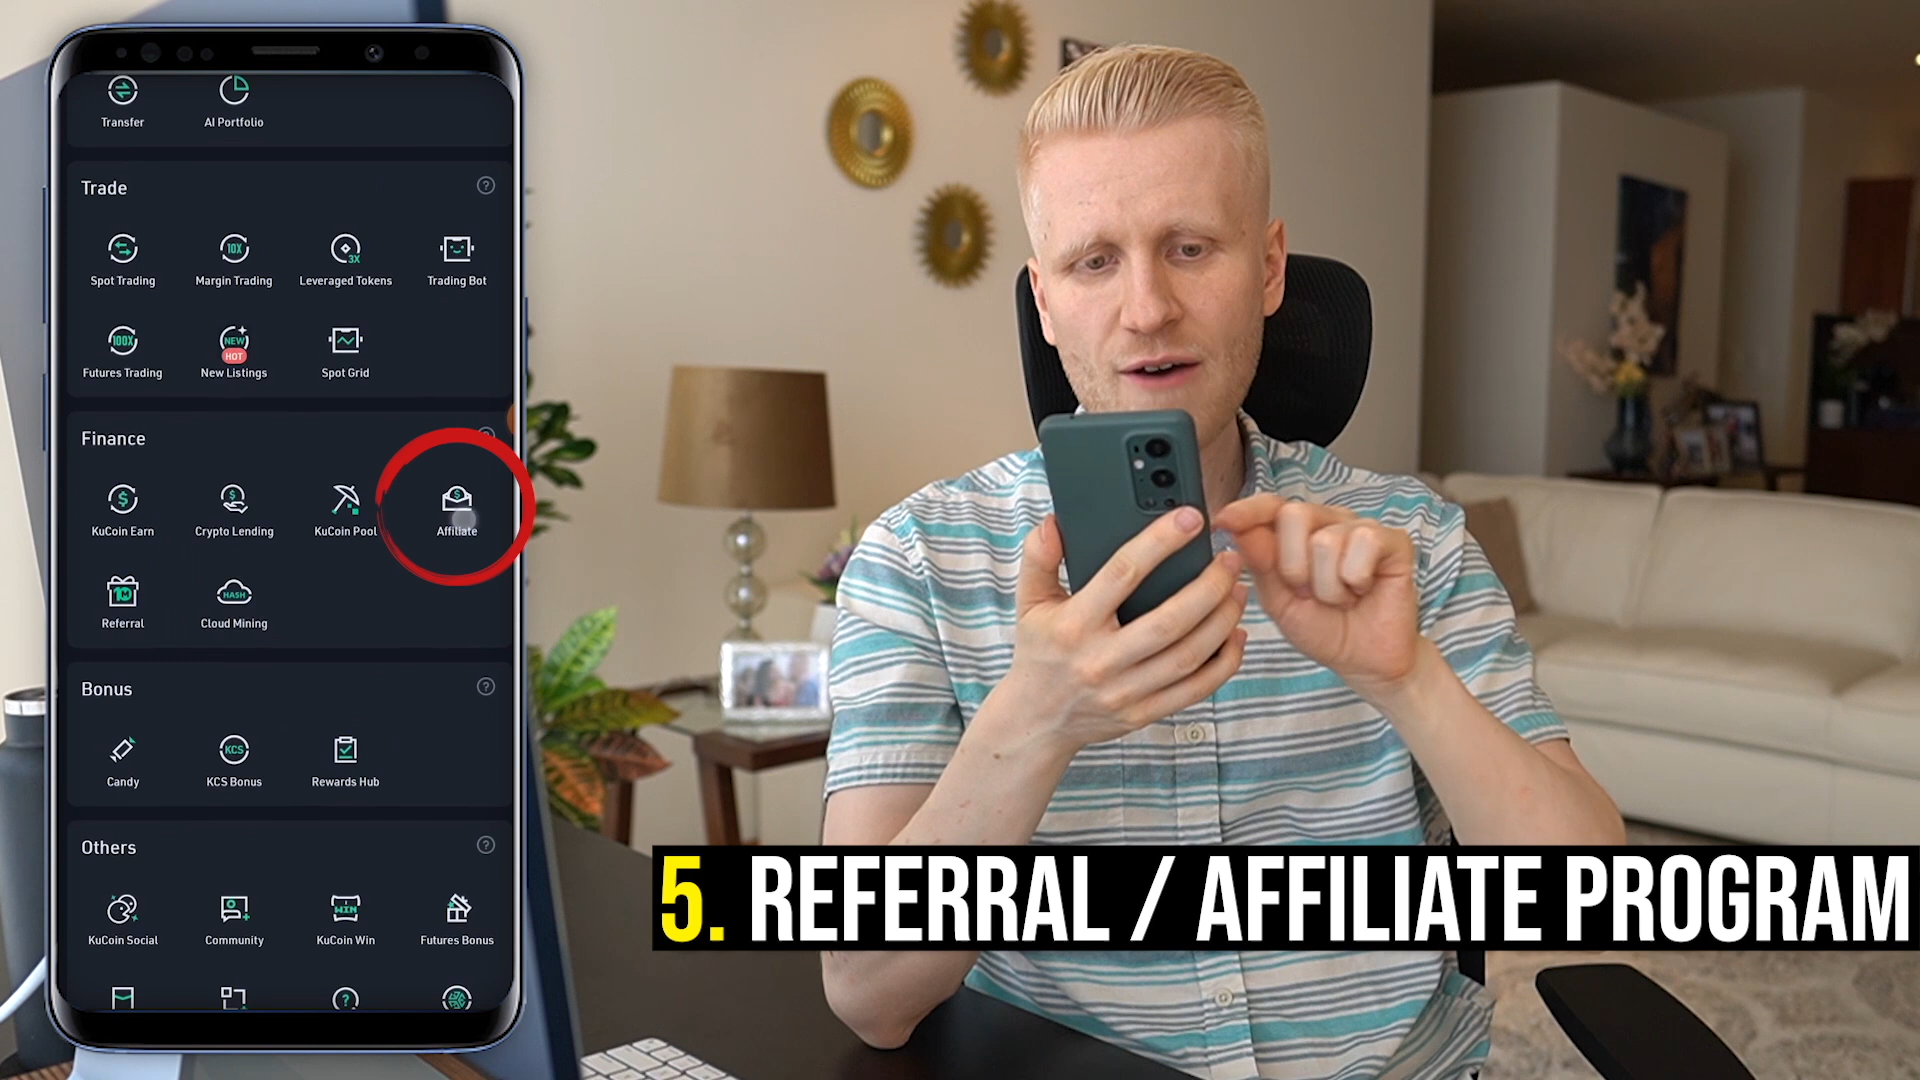 Transfer
AI Portfolio
Trade
?
10X
3X
Spot Trading
Margin Trading
Leveraged Tokens
Trading Bot
100X
NEW
HOT
Futures Trading
New Listings
Spot Grid
Finance
$
$
$
KuCoin Earn
Crypto Lending
KuCoin Pool
Affiliate
HASH
Referral
Cloud Mining
Bonus
?
KCS
Candy
KCS Bonus
Rewards Hub
Others
?
WIN
KuCoin Social
Community
KuCoin Win
Futures Bonus
?
5. REFERRAL / AFFILIATE PROGRAM